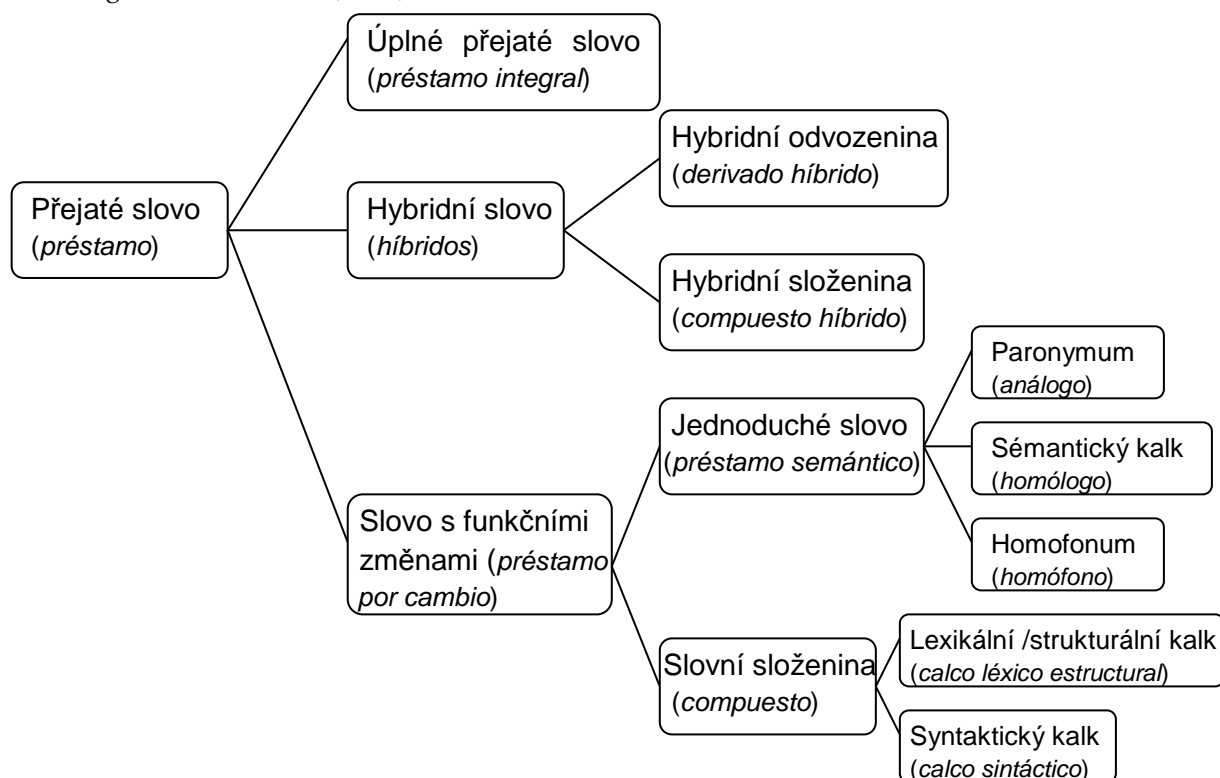 Úplné přejaté slovo
(préstamo integral)
Hybridní odvozenina
(derivado híbrido)
Přejaté slovo
(préstamo)
Hybridní slovo
(híbridos)
Hybridní složenina
(compuesto híbrido)
Paronymum
(análogo)
Jednoduché slovo
(préstamo semántico)
Sémantický kalk
(homólogo)
Slovo s funkčními
změnami (préstamo
por cambio)
Homofonum
(homófono)
Slovní složenina
(compuesto)
Lexikální /strukturální kalk
(calco léxico estructural)
Syntaktický kalk
(calco sintáctico)